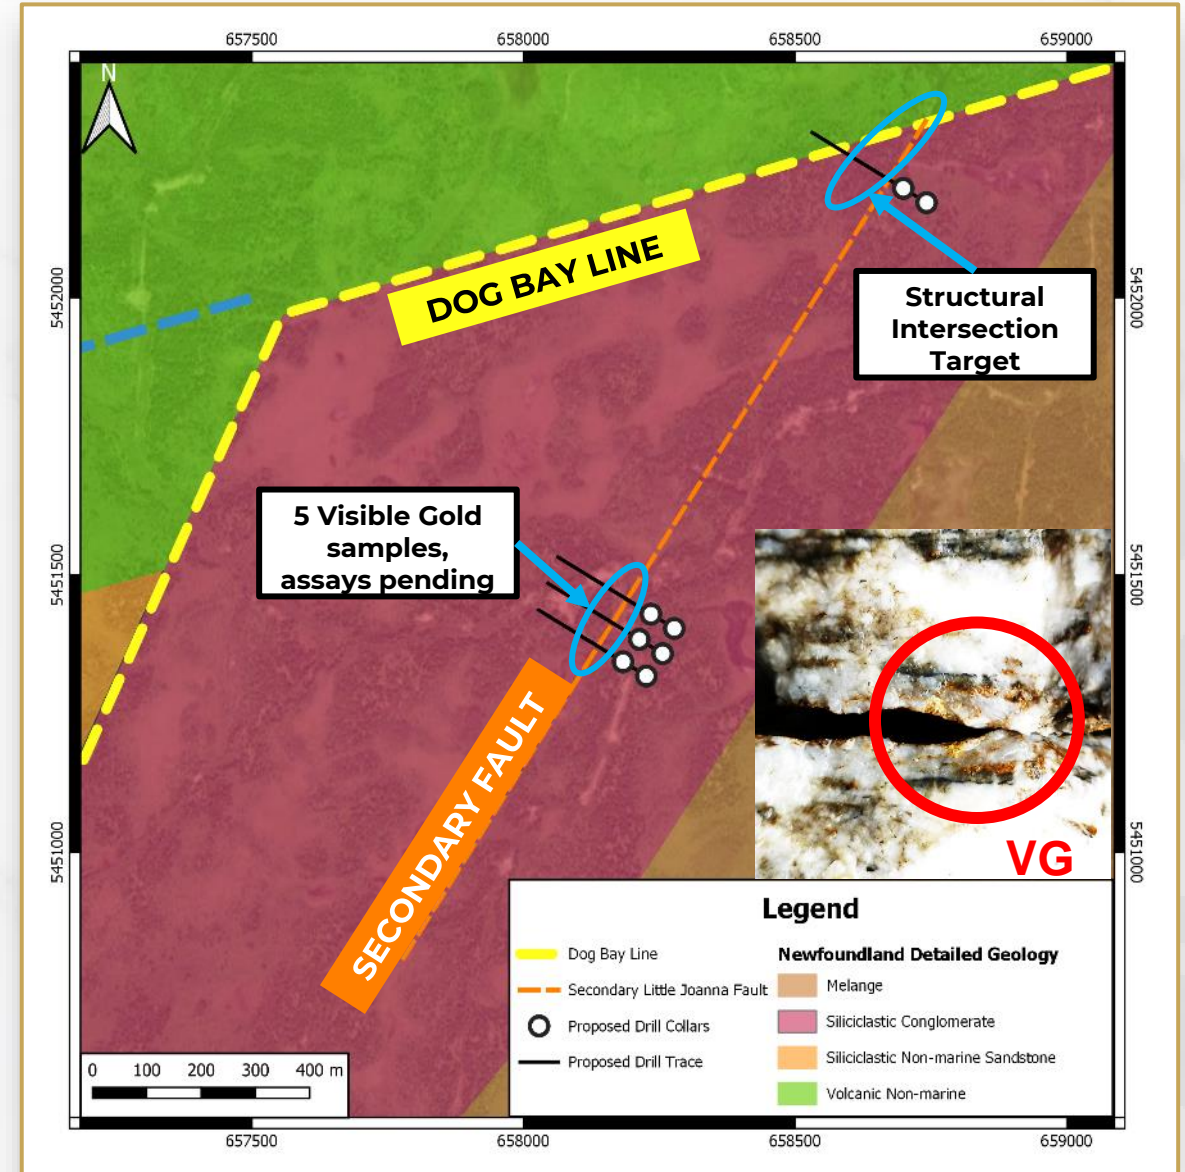 657500
658000
658500
659000
N
DOG BAY LINE
5452000
5452000
Structural
Intersection
Target
5 Visible Gold
samples,
assays pending
5451500
5451500
SECONDARY FAULT
5451000
5451000
VG
Legend
Dog Bay Line
Secondary Little Joanna Fault
Proposed Drill Collars
Proposed Drill Trace
Newfoundland Detailed Geology
Melange
Siliciclastic Conglomerate
Siliciclastic Non-marine Sandstone
Volcanic Non-marine
0 100 200 300 400 m
657500
658000
658500
659000